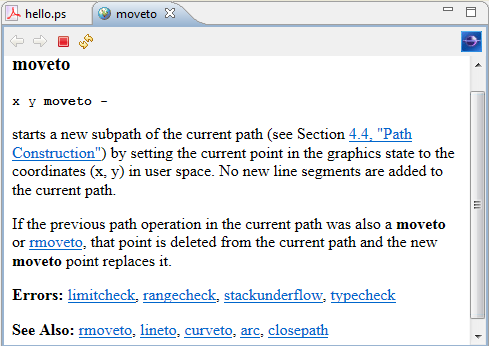 hello.ps
moveto
moveto
x y moveto –
starts a new subpath of the current path (see Section 4.4, "Path
Construction") by setting the current point in the graphics state to the
coordinates (x, y) in user space. No new line segments are added to
the current path.
If the previous path operation in the current path was also a moveto
or rmoveto, that point is deleted from the current path and the new
moveto point replaces it.
Errors: limitcheck, rangecheck, stackunderflow, typecheck
See Also: rmoveto, lineto, curveto, arc, closepath